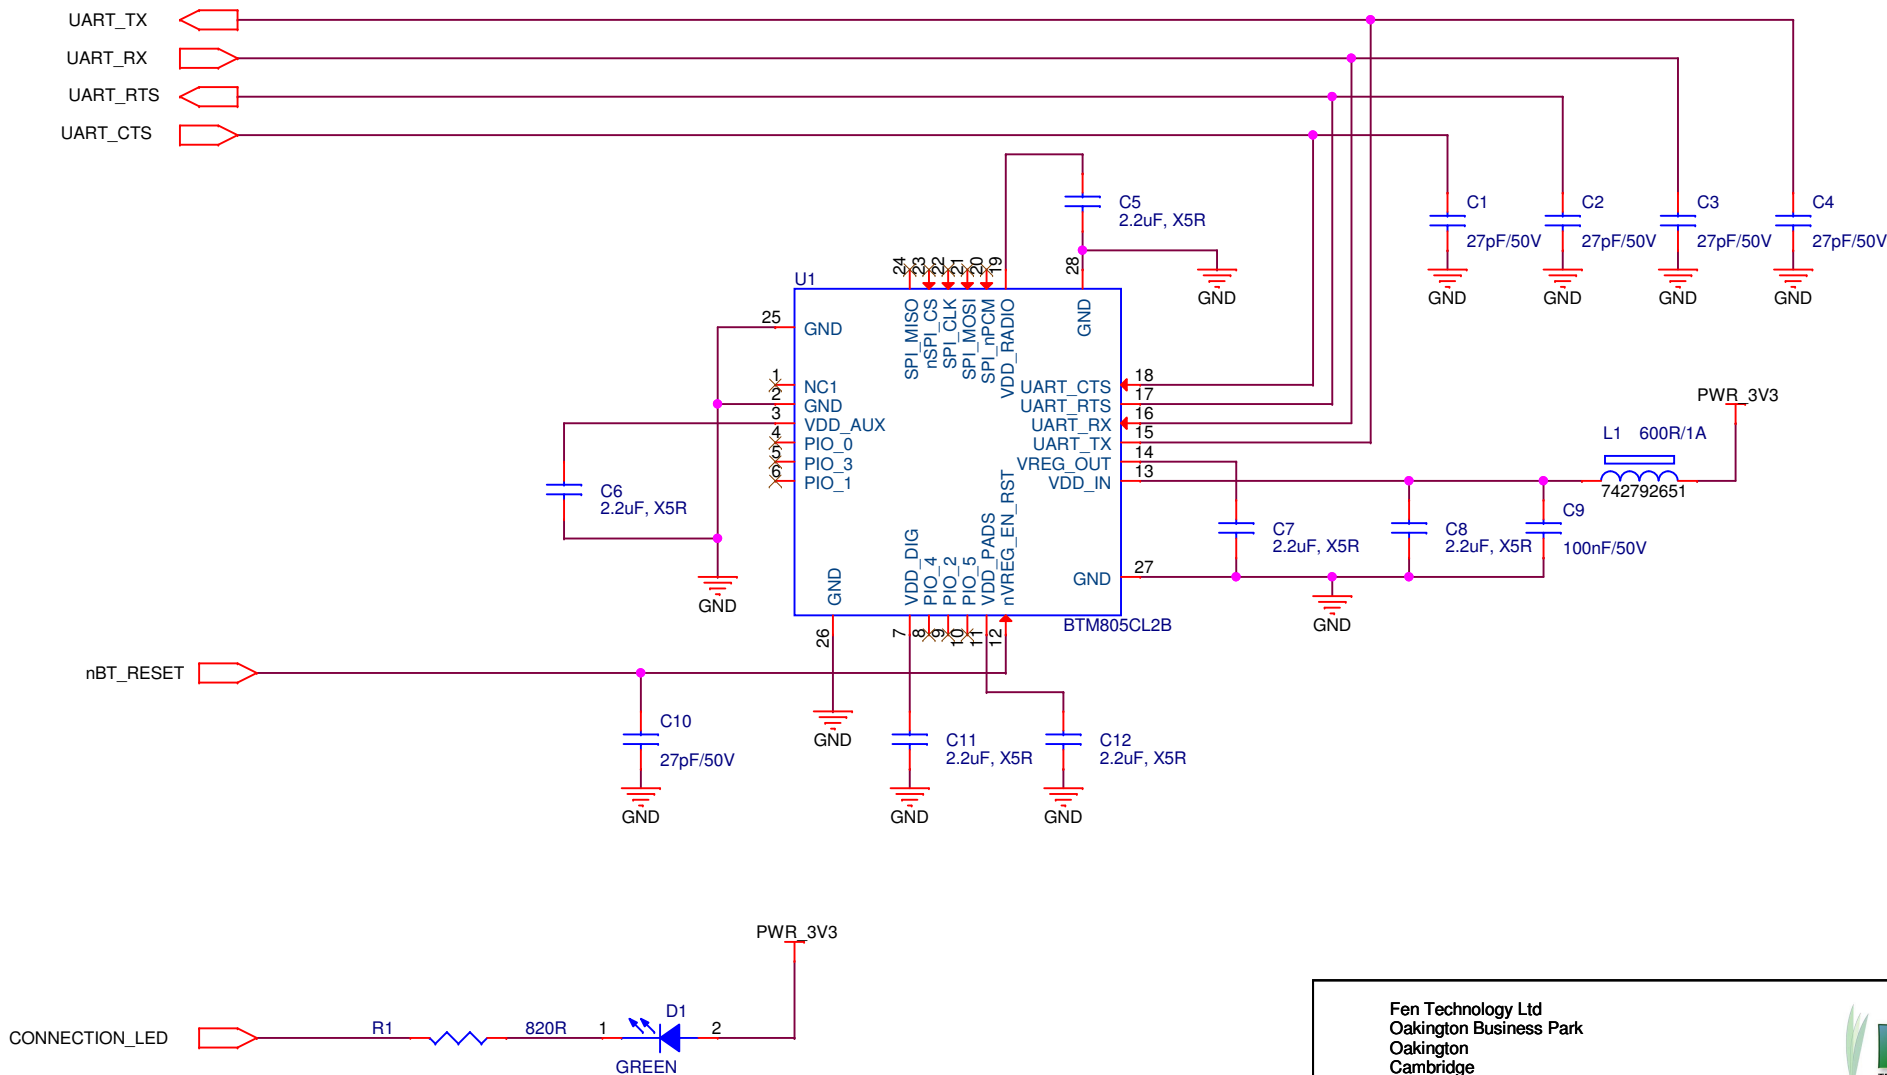 UART_TX
UART_RX
UART_RTS
UART_CTS
C5
2.2uF, X5R
C1
27pF/50V
C2
27pF/50V
C3
27pF/50V
C4
27pF/50V
GND
GND
GND
GND
GND
U1
24
23
22
21
20
19
28
SPI_MISO
nSPI_CS
SPI_CLK
SPI_MOSI
SPI_nPCM
VDD_RADIO
GND
25
GND
1
NC1
2
GND
3
VDD_AUX
4
PIO_0
5
PIO_3
6
PIO_1
UART_CTS
18
UART_RTS
17
UART_RX
16
UART_TX
15
VREG_OUT
14
VDD_IN
13
GND
27
PWR_3V3
L1
600R/1A
742792651
C6
2.2uF, X5R
C7
2.2uF, X5R
C8
2.2uF, X5R
C9
100nF/50V
GND
GND
GND
VDD_DIG
PIO_4
PIO_2
PIO_5
VDD_PADS
nVREG_EN_RST
BTM805CL2B
26
7
8
9
10
11
12
nBT_RESET
C10
27pF/50V
GND
GND
C11
2.2uF, X5R
GND
C12
2.2uF, X5R
GND
PWR_3V3
CONNECTION_LED
R1
820R
1
D1
2
GREEN
Fen Technology Ltd
Oakington Business Park
Oakington
Cambridge